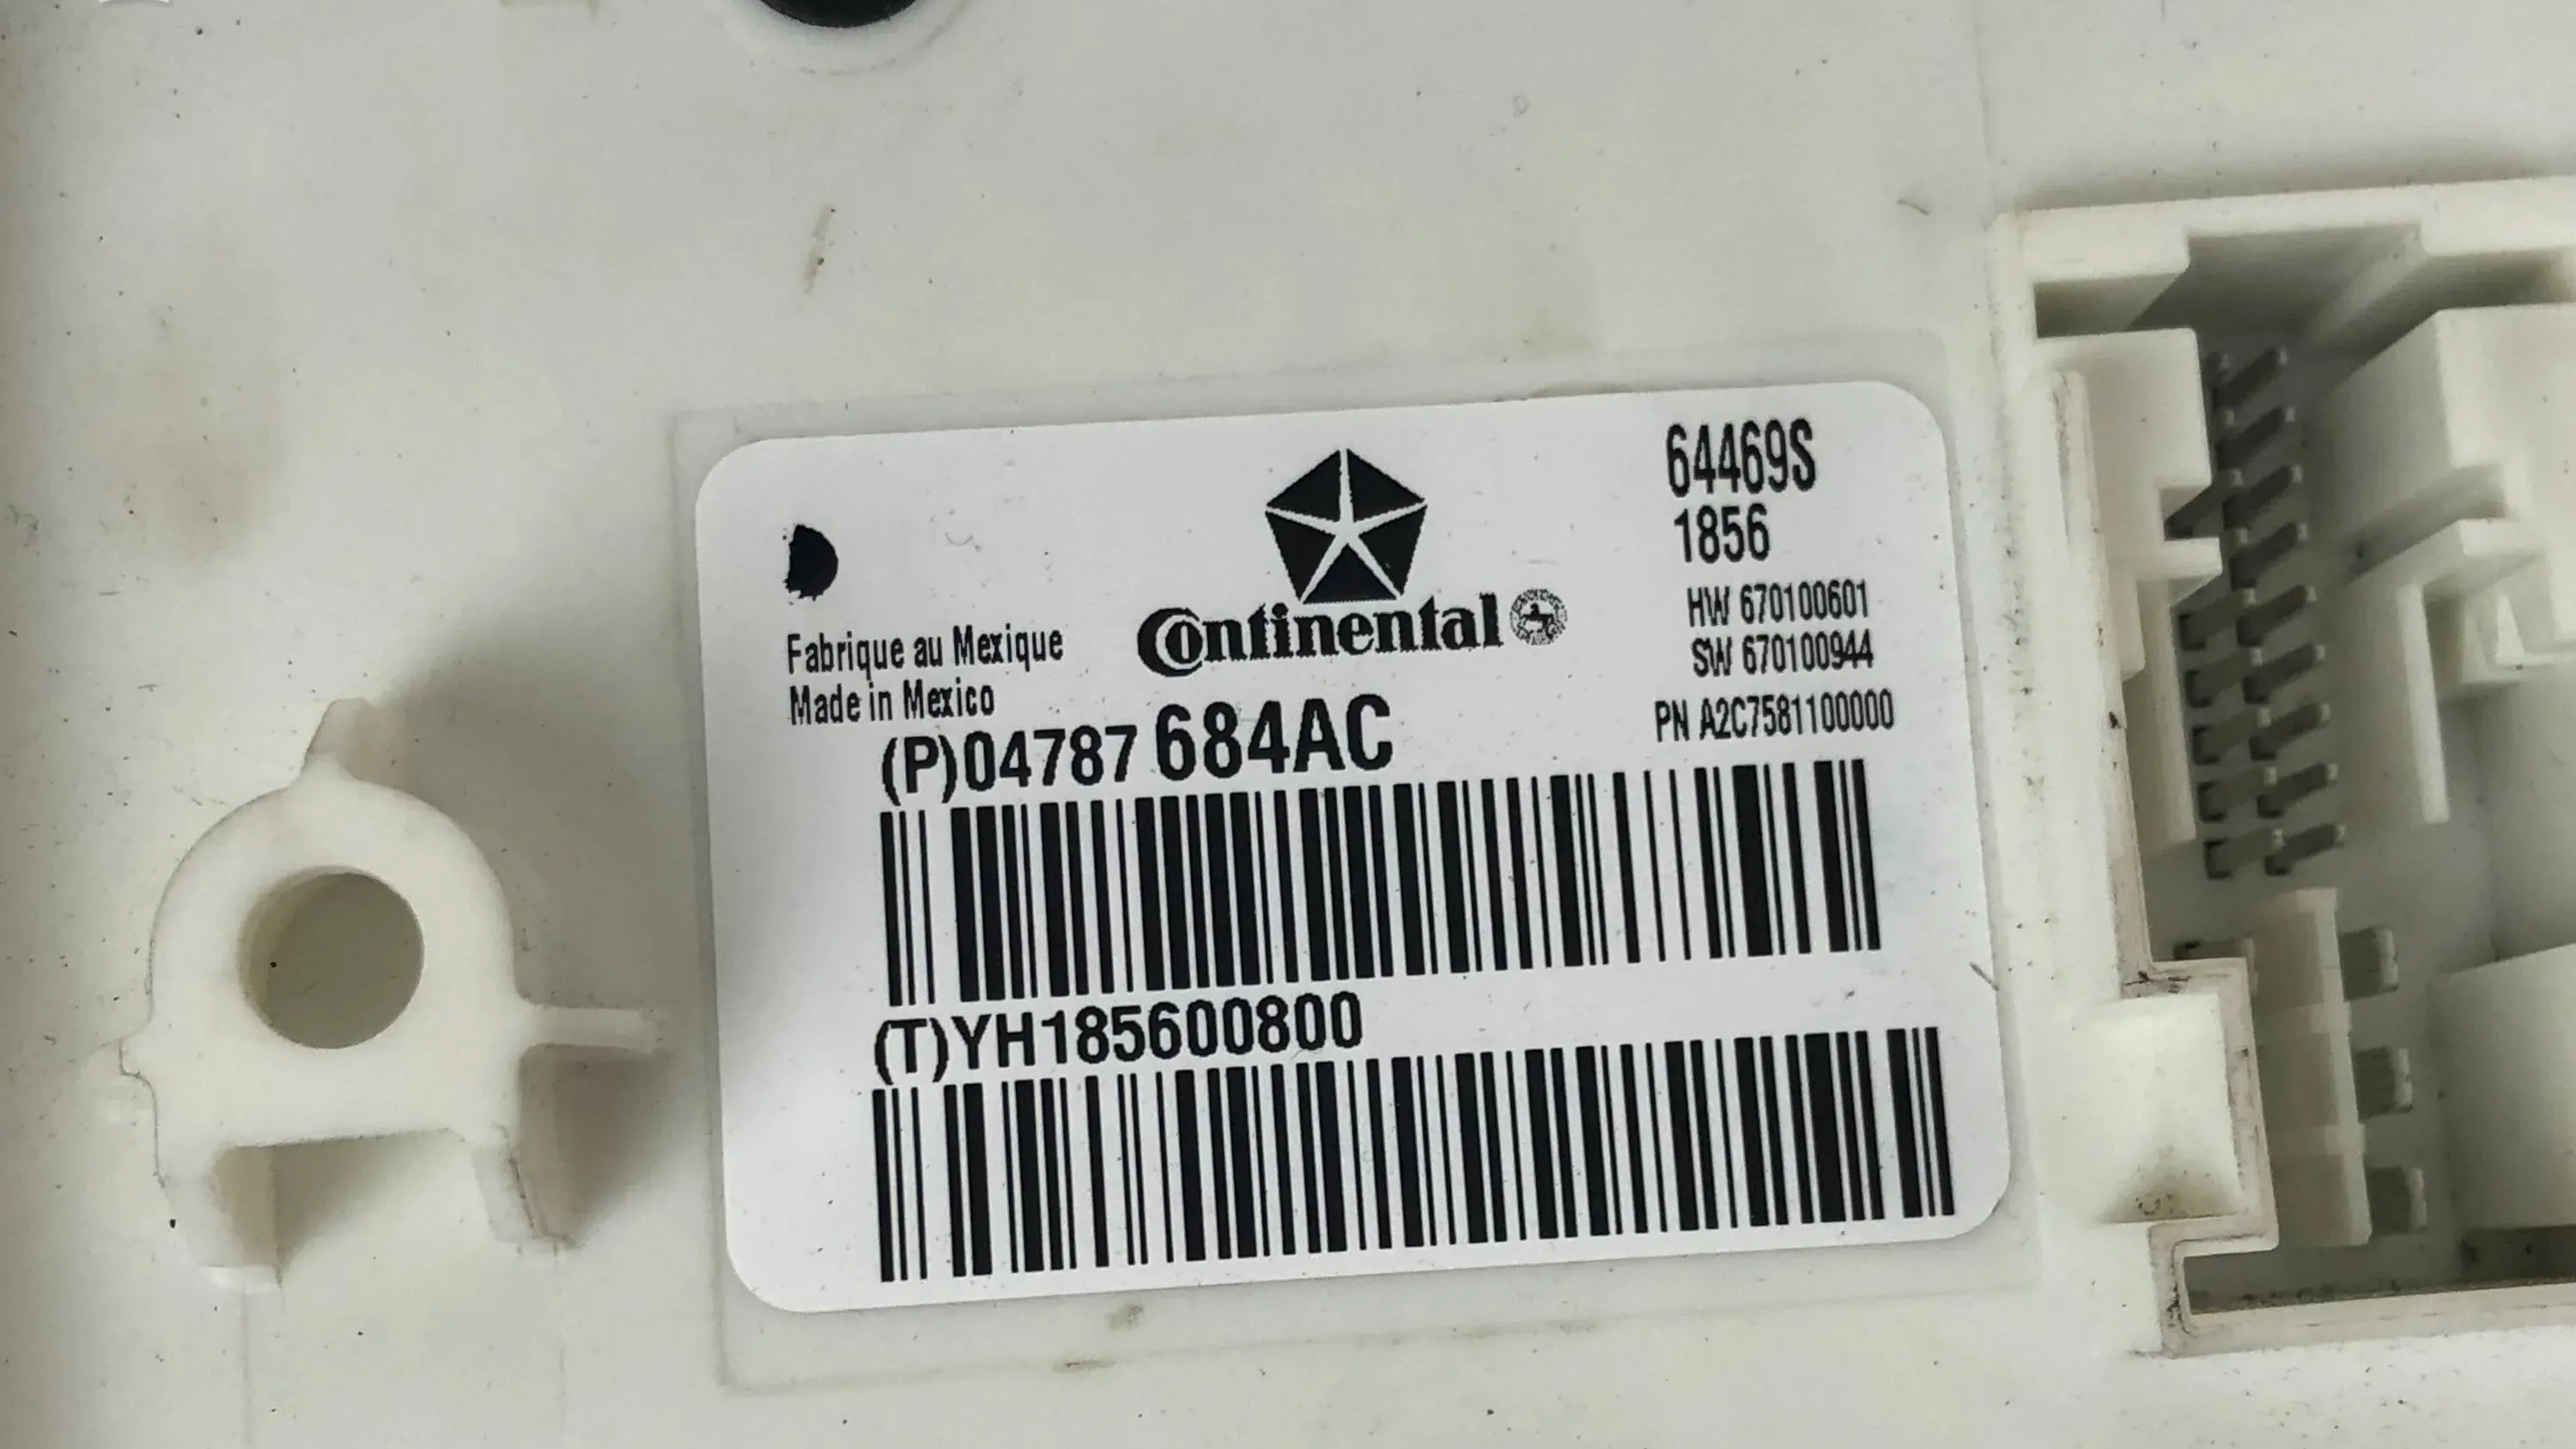 64469S
1856
HW 670100601
SW 670100944
PN A2C7581100000
Continental
Fabrique au Mexique
Made in Mexico
(P)04787 684AC
(T)YH185600800